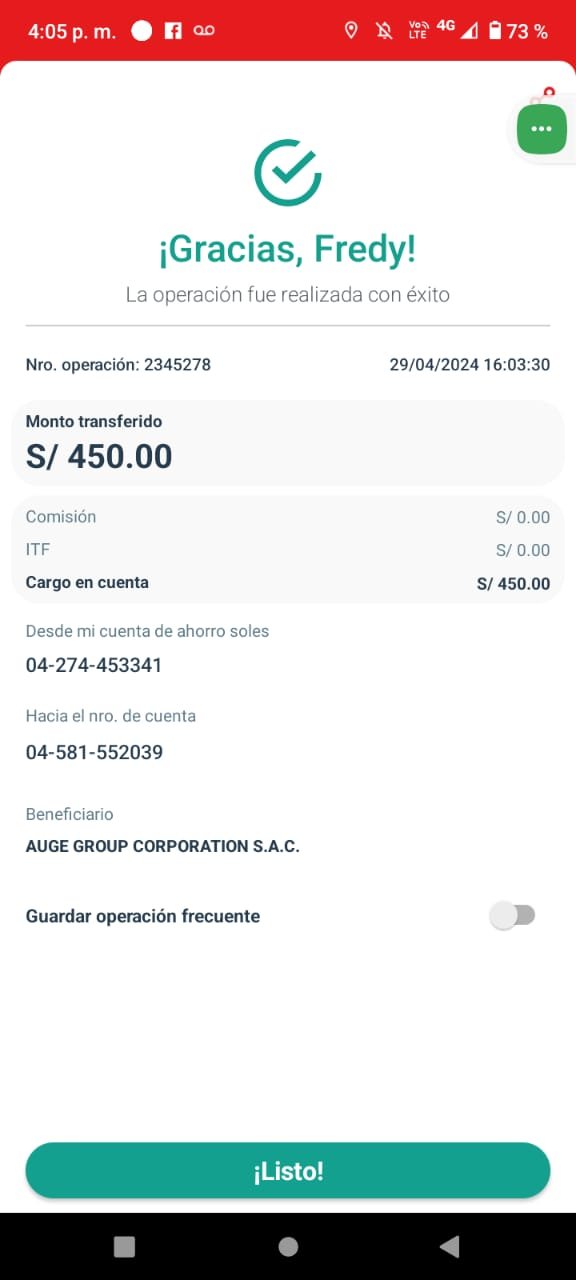 4:05 p. m.
VoLTE 4G 73 %
¡Gracias, Fredy!
La operación fue realizada con éxito
Nro. operación: 2345278 29/04/2024 16:03:30
Monto transferido
S/ 450.00
Comisión S/ 0.00
ITF S/ 0.00
Cargo en cuenta S/ 450.00
Desde mi cuenta de ahorro soles
04-274-453341
Hacia el nro. de cuenta
04-581-552039
Beneficiario
AUGE GROUP CORPORATION S.A.C.
Guardar operación frecuente
¡Listo!